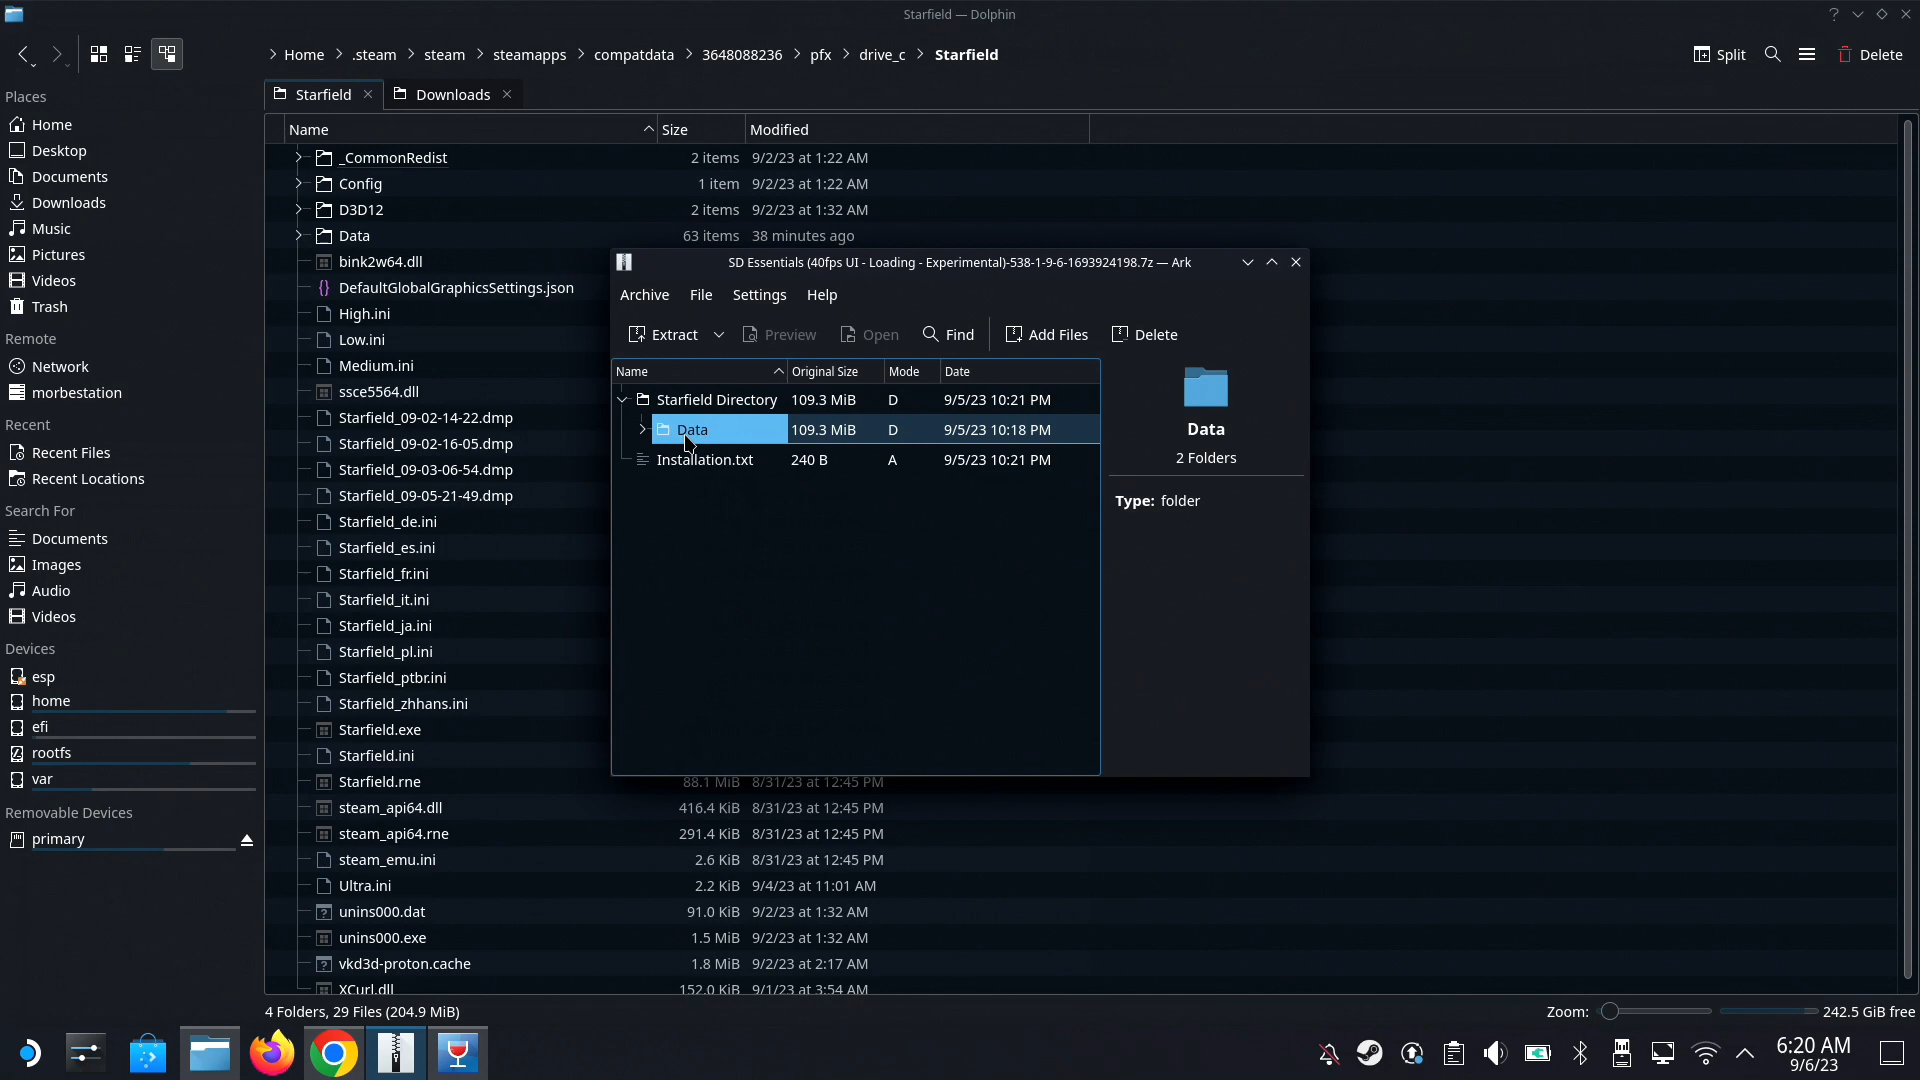 Starfield — Dolphin
?
Home
.steam
steam
steamapps
compatdata
3648088236
pfx
drive_c
Starfield
Split
Delete
Places
Home
Desktop
Documents
Downloads
Music
Pictures
Videos
Trash
Remote
Network
morbestation
Recent
Recent Files
Recent Locations
Search For
Documents
Images
Audio
Videos
Devices
esp
home
efi
rootfs
var
Removable Devices
primary
Starfield
Downloads
Name Size Modified
_CommonRedist 2 items 9/2/23 at 1:22 AM
Config 1 item 9/2/23 at 1:22 AM
D3D12 2 items 9/2/23 at 1:32 AM
Data 63 items 38 minutes ago
bink2w64.dll
DefaultGlobalGraphicsSettings.json
High.ini
Low.ini
Medium.ini
ssce5564.dll
Starfield_09-02-14-22.dmp
Starfield_09-02-16-05.dmp
Starfield_09-03-06-54.dmp
Starfield_09-05-21-49.dmp
Starfield_de.ini
Starfield_es.ini
Starfield_fr.ini
Starfield_it.ini
Starfield_ja.ini
Starfield_pl.ini
Starfield_ptbr.ini
Starfield_zhhans.ini
Starfield.exe
Starfield.ini
Starfield.rne 88.1 MiB 8/31/23 at 12:45 PM
steam_api64.dll 416.4 KiB 8/31/23 at 12:45 PM
steam_api64.rne 291.4 KiB 8/31/23 at 12:45 PM
steam_emu.ini 2.6 KiB 8/31/23 at 12:45 PM
Ultra.ini 2.2 KiB 9/4/23 at 11:01 AM
unins000.dat 91.0 KiB 9/2/23 at 1:32 AM
unins000.exe 1.5 MiB 9/2/23 at 1:32 AM
vkd3d-proton.cache 1.8 MiB 9/2/23 at 2:17 AM
XCurl.dll 152.0 KiB 9/1/23 at 3:54 AM
SD Essentials (40fps UI - Loading - Experimental)-538-1-9-6-1693924198.7z — Ark
Archive File Settings Help
Extract Preview Open Find Add Files Delete
Name Original Size Mode Date
Starfield Directory 109.3 MiB D 9/5/23 10:21 PM
Data 109.3 MiB D 9/5/23 10:18 PM
Installation.txt 240 B A 9/5/23 10:21 PM
Data
2 Folders
Type: folder
4 Folders, 29 Files (204.9 MiB)
Zoom:
242.5 GiB free
6:20 AM
9/6/23